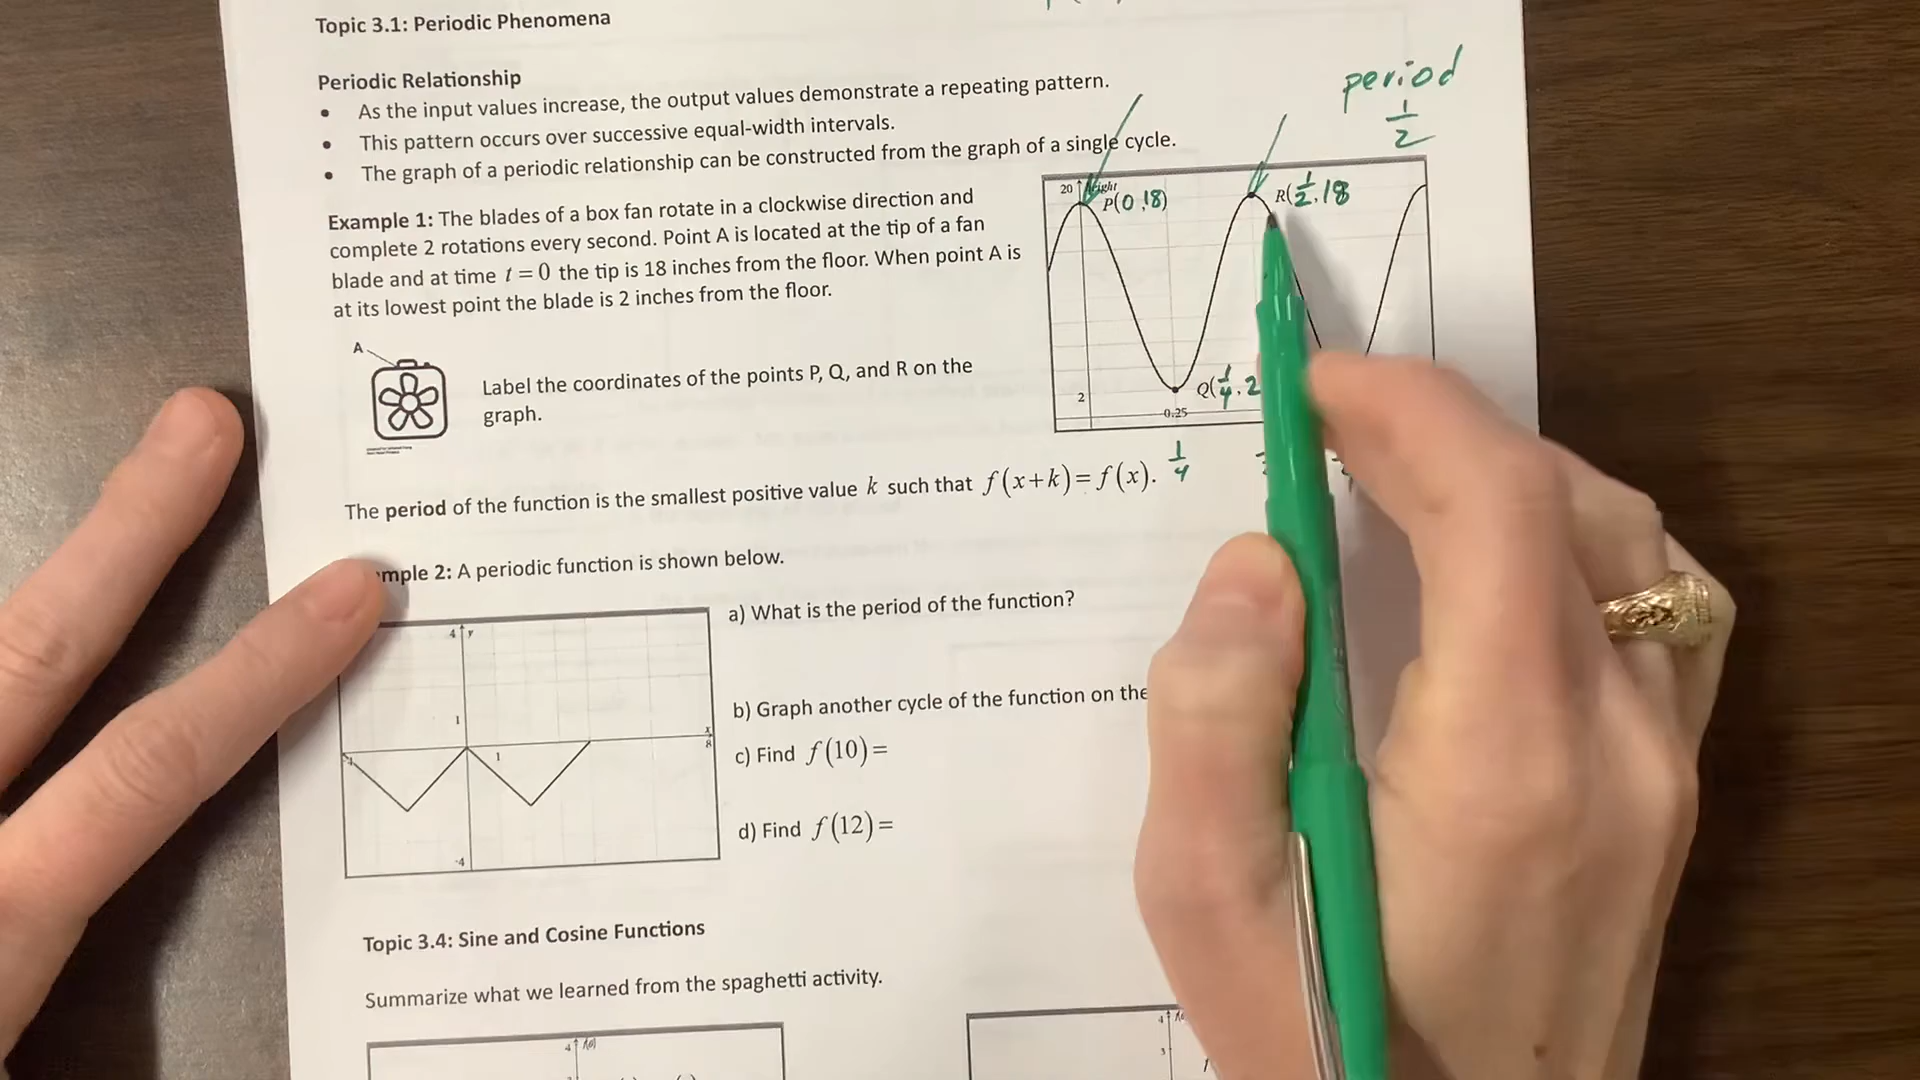 Topic 3.1: Periodic Phenomena
Periodic Relationship
• As the input values increase, the output values demonstrate a repeating pattern.
• This pattern occurs over successive equal-width intervals.
• The graph of a periodic relationship can be constructed from the graph of a single cycle.
period
1/2
Example 1: The blades of a box fan rotate in a clockwise direction and
complete 2 rotations every second. Point A is located at the tip of a fan
blade and at time t = 0 the tip is 18 inches from the floor. When point A is
at its lowest point the blade is 2 inches from the floor.
20
P(0,18)
R(1/2,18
Q(1/4,2
2
0.25
1/4
A
Label the coordinates of the points P, Q, and R on the
graph.
The period of the function is the smallest positive value k such that f(x+k)=f(x).
mple 2: A periodic function is shown below.
4 y
1
1
x
8
-4
a) What is the period of the function?
b) Graph another cycle of the function on the
c) Find f(10)=
d) Find f(12)=
Topic 3.4: Sine and Cosine Functions
Summarize what we learned from the spaghetti activity.
4
4
3